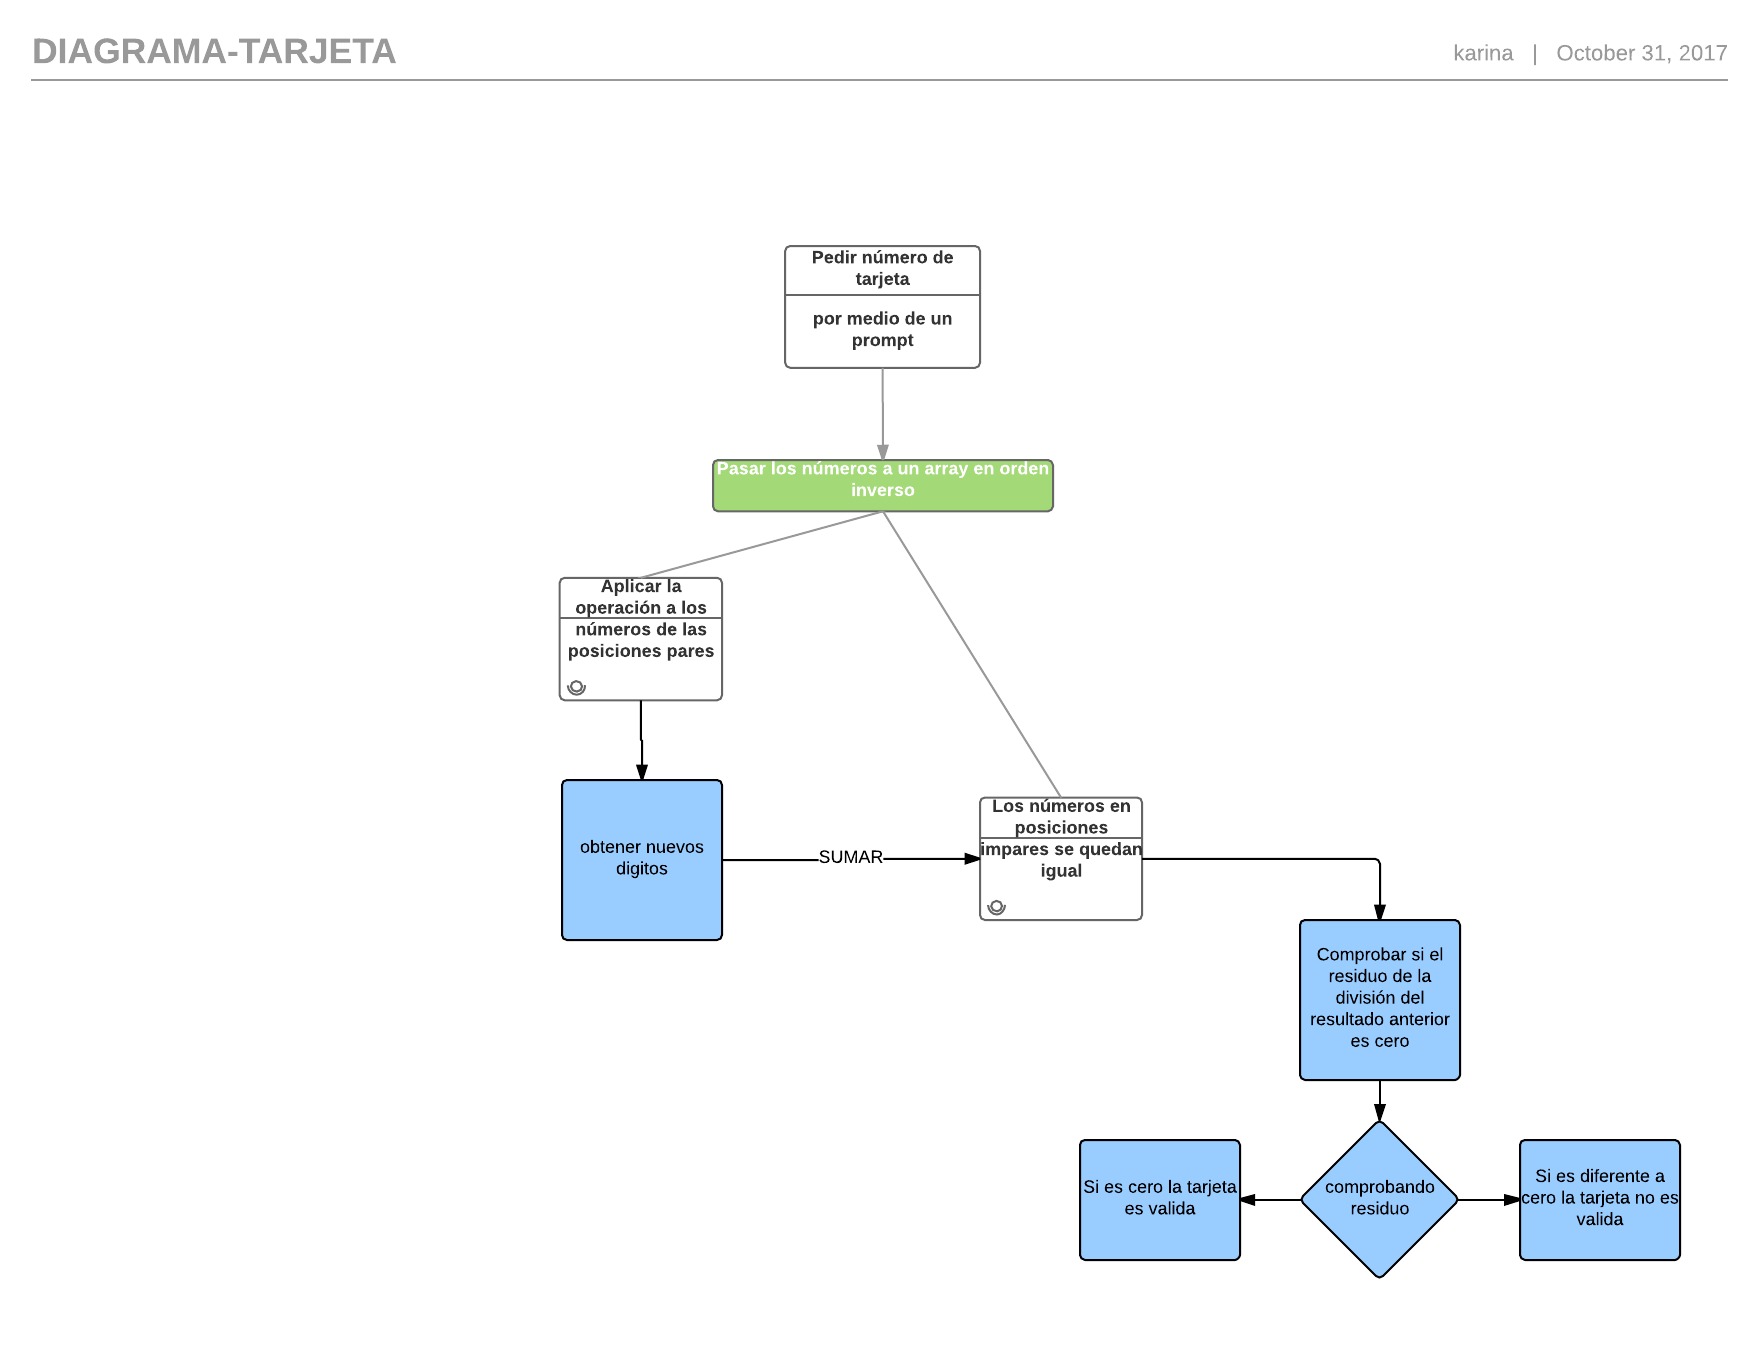 DIAGRAMA-TARJETA
karina | October 31, 2017
Pedir número de
tarjeta
por medio de un
prompt
Pasar los números a un array en orden
inverso
Aplicar la
operación a los
números de las
posiciones pares
obtener nuevos
digitos
SUMAR
Los números en
posiciones
impares se quedan
igual
Comprobar si el
residuo de la
división del
resultado anterior
es cero
Si es cero la tarjeta
es valida
comprobando
residuo
Si es diferente a
cero la tarjeta no es
valida